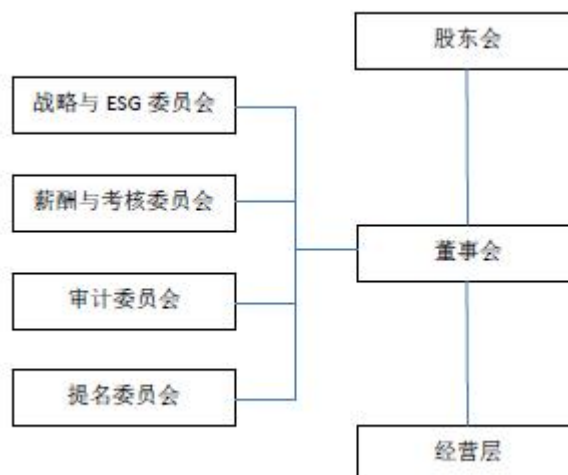 股东会
战略与 ESG 委员会
薪酬与考核委员会
董事会
审计委员会
提名委员会
经营层